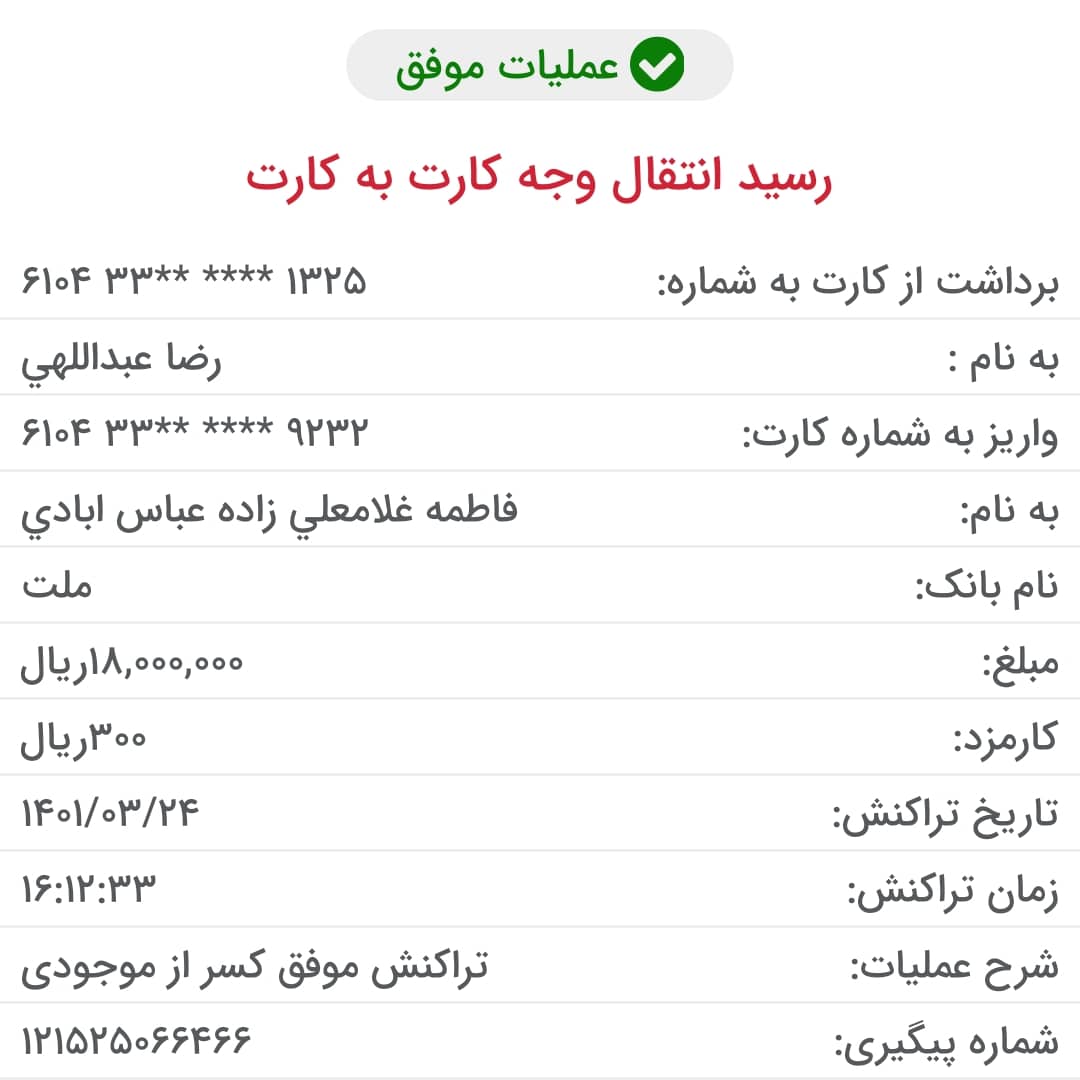 عملیات موفق
رسید انتقال وجه کارت به کارت
برداشت از کارت به شماره: ۶۱۰۴ ۳۳** **** ۱۳۲۵
به نام : رضا عبداللهي
واریز به شماره کارت: ۶۱۰۴ ۳۳** **** ۹۲۳۲
به نام: فاطمه غلامعلي زاده عباس ابادي
نام بانک: ملت
مبلغ: ۱۸,۰۰۰,۰۰۰ریال
کارمزد: ۳۰۰ریال
تاریخ تراکنش: ۱۴۰۱/۰۳/۲۴
زمان تراکنش: ۱۶:۱۲:۳۳
شرح عملیات: تراکنش موفق کسر از موجودی
شماره پیگیری: ۱۲۱۵۲۵۰۶۶۴۶۶